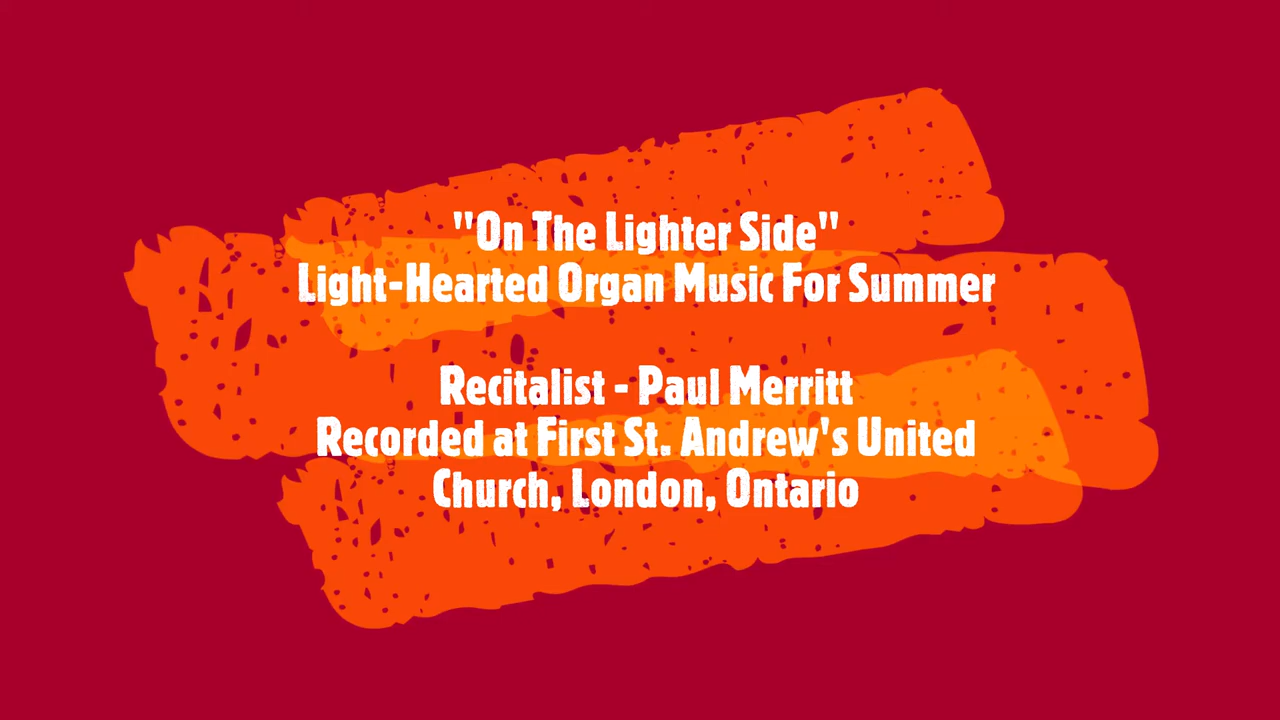 "On The Lighter Side"
Light-Hearted Organ Music For Summer
Recitalist - Paul Merritt
Recorded at First St. Andrew's United
Church, London, Ontario